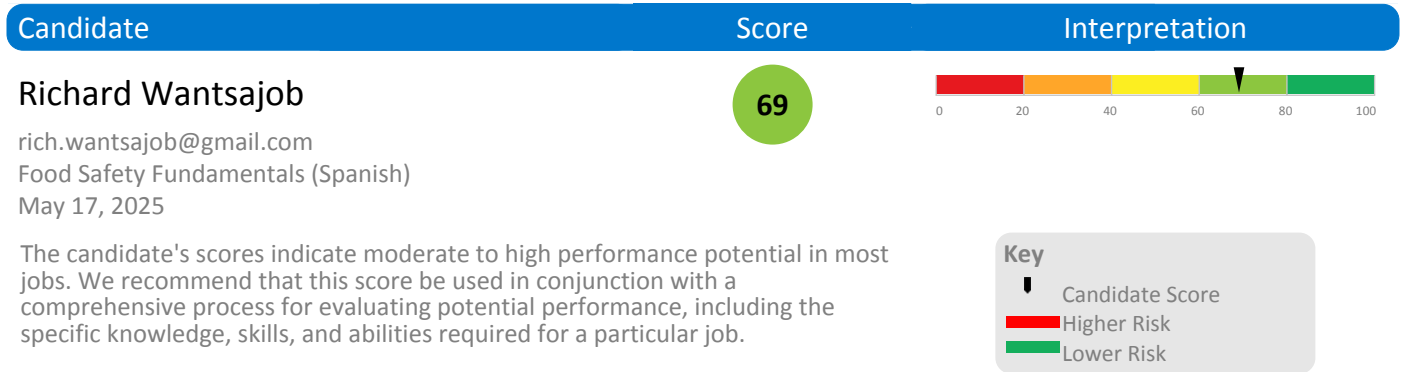 Candidate Score Interpretation
Richard Wantsajob
69
0 20 40 60 80 100
rich.wantsajob@gmail.com
Food Safety Fundamentals (Spanish)
May 17, 2025
The candidate's scores indicate moderate to high performance potential in most
jobs. We recommend that this score be used in conjunction with a
comprehensive process for evaluating potential performance, including the
specific knowledge, skills, and abilities required for a particular job.
Key
Candidate Score
Higher Risk
Lower Risk